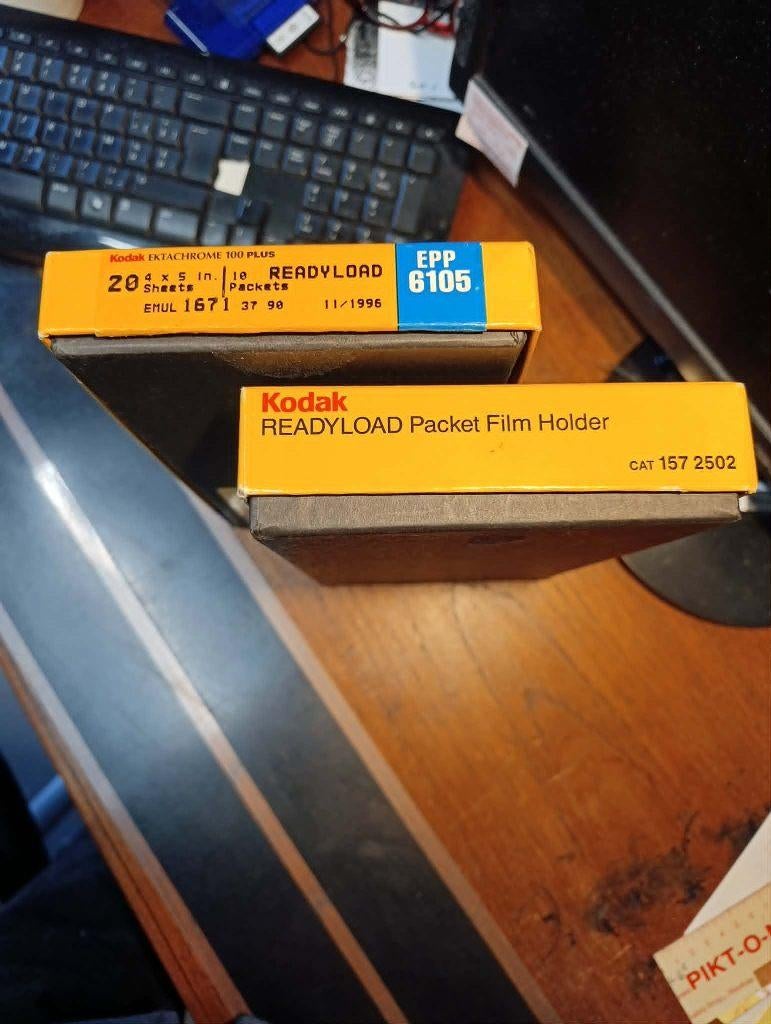 Kodak EKTACHROME 100 PLUS
20 4 x 5 in. Sheets | 10 Packets READYLOAD
EMUL 1671 37 90 11/1996
EPP
6105
Kodak
READYLOAD Packet Film Holder
CAT 157 2502